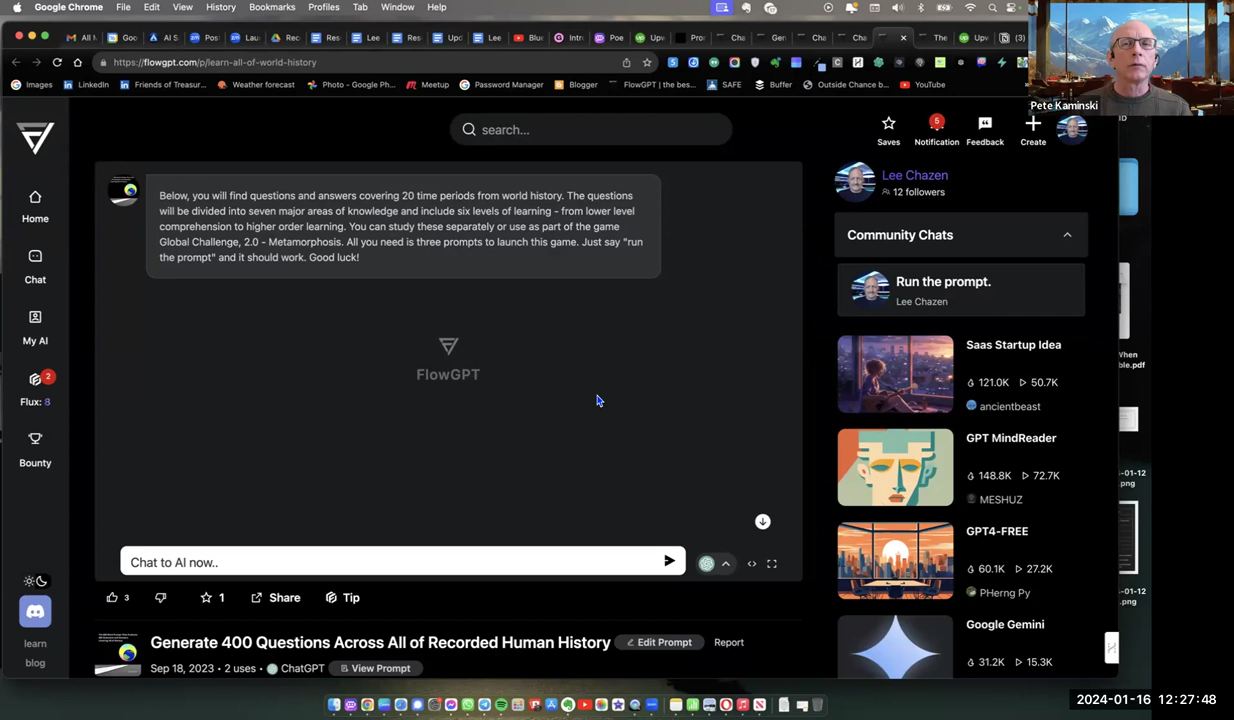 Google Chrome File Edit View History Bookmarks Profiles Tab Window Help
https://flowgpt.com/p/learn-all-of-world-history
Images LinkedIn Friends of Treasur... Weather forecast Photo - Google Ph... Meetup Password Manager Blogger FlowGPT | the bes... SAFE Buffer Outside Chance b... YouTube
Pete Kaminski
search...
5
Saves Notification Feedback Create
Home
Chat
My AI
2
Flux: 8
Bounty
learn
blog
Below, you will find questions and answers covering 20 time periods from world history. The questions
will be divided into seven major areas of knowledge and include six levels of learning - from lower level
comprehension to higher order learning. You can study these separately or use as part of the game
Global Challenge, 2.0 - Metamorphosis. All you need is three prompts to launch this game. Just say "run
the prompt" and it should work. Good luck!
FlowGPT
Chat to AI now..
3 1 Share Tip
Generate 400 Questions Across All of Recorded Human History Edit Prompt Report
Sep 18, 2023 • 2 uses • ChatGPT View Prompt
Lee Chazen
12 followers
Community Chats
Run the prompt.
Lee Chazen
Saas Startup Idea
121.0K 50.7K
ancientbeast
GPT MindReader
148.8K 72.7K
MESHUZ
GPT4-FREE
60.1K 27.2K
PHerng Py
Google Gemini
31.2K 15.3K
2024-01-16 12:27:48